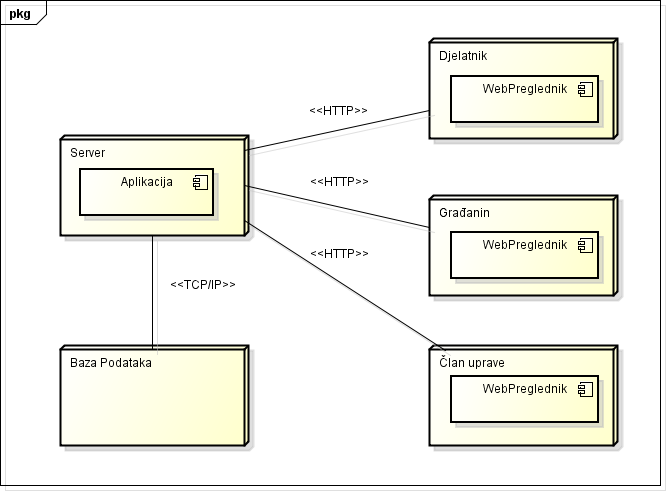 pkg
Djelatnik
WebPreglednik
<<HTTP>>
Server
Aplikacija
<<HTTP>>
Građanin
WebPreglednik
<<HTTP>>
<<TCP/IP>>
Baza Podataka
Član uprave
WebPreglednik